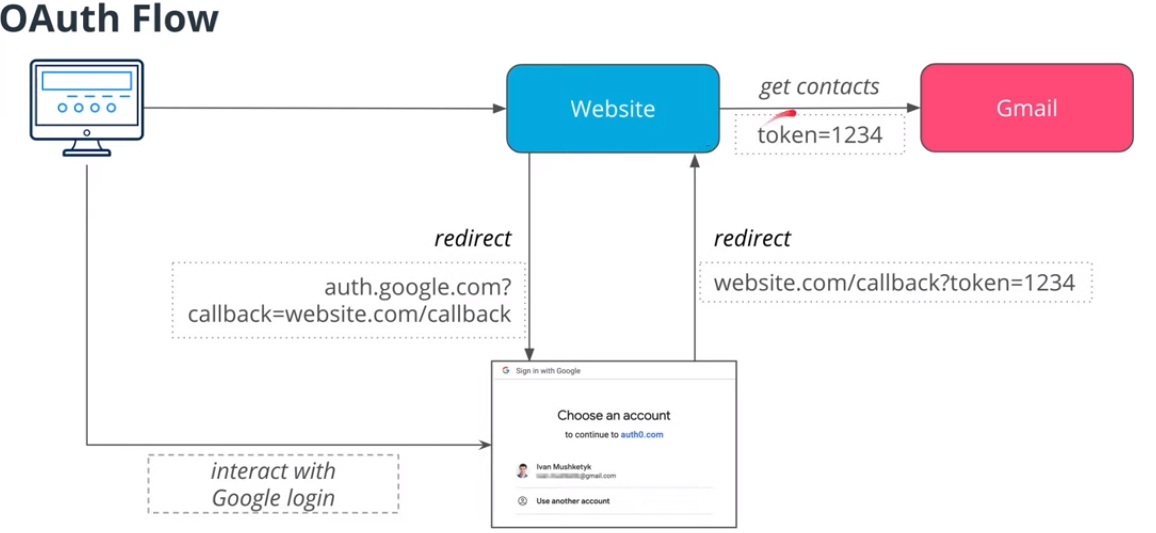 OAuth Flow
Website
get contacts
token=1234
Gmail
redirect
auth.google.com?
callback=website.com/callback
redirect
website.com/callback?token=1234
G Sign in with Google
Choose an account
to continue to auth0.com
Ivan Mushketyk
@gmail.com
Use another account
interact with
Google login